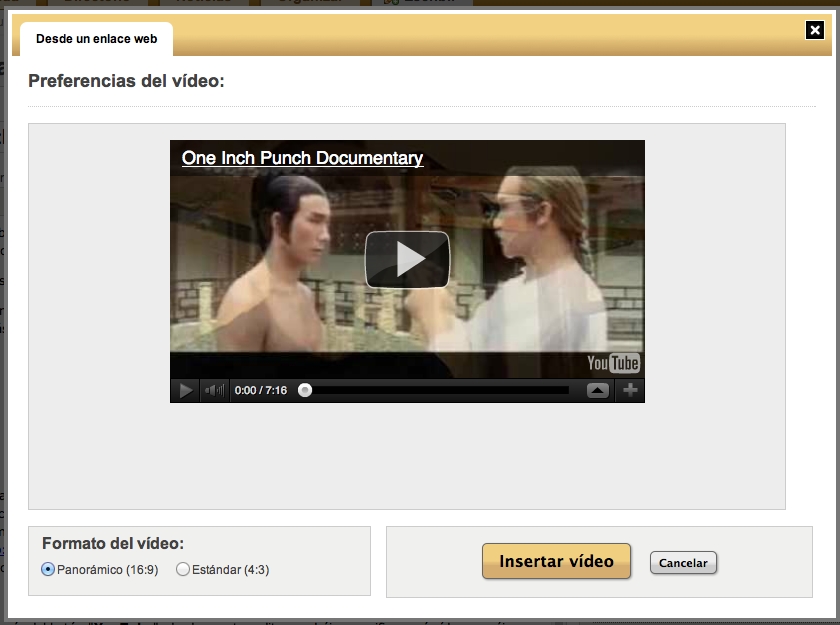 Desde un enlace web
Preferencias del vídeo:
One Inch Punch Documentary
YouTube
0:00 / 7:16
Formato del vídeo:
Panorámico (16:9) Estándar (4:3)
Insertar vídeo
Cancelar